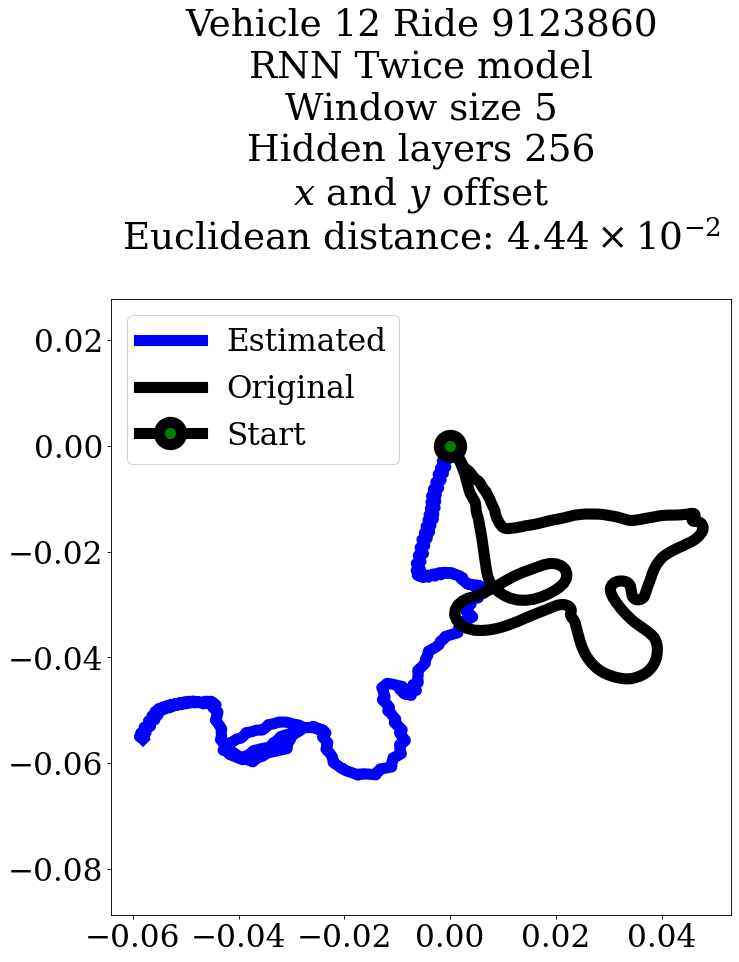 Vehicle 12 Ride 9123860
RNN Twice model
Window size 5
Hidden layers 256
x and y offset
Euclidean distance: 4.44 × 10⁻²
Estimated
Original
Start
0.02
0.00
−0.02
−0.04
−0.06
−0.08
−0.06 −0.04 −0.02 0.00 0.02 0.04